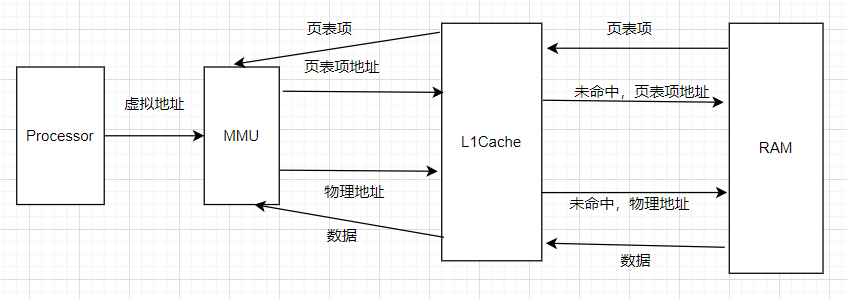 页表项
页表项
页表项地址
未命中，页表项地址
虚拟地址
Processor
MMU
L1Cache
RAM
物理地址
未命中，物理地址
数据
数据